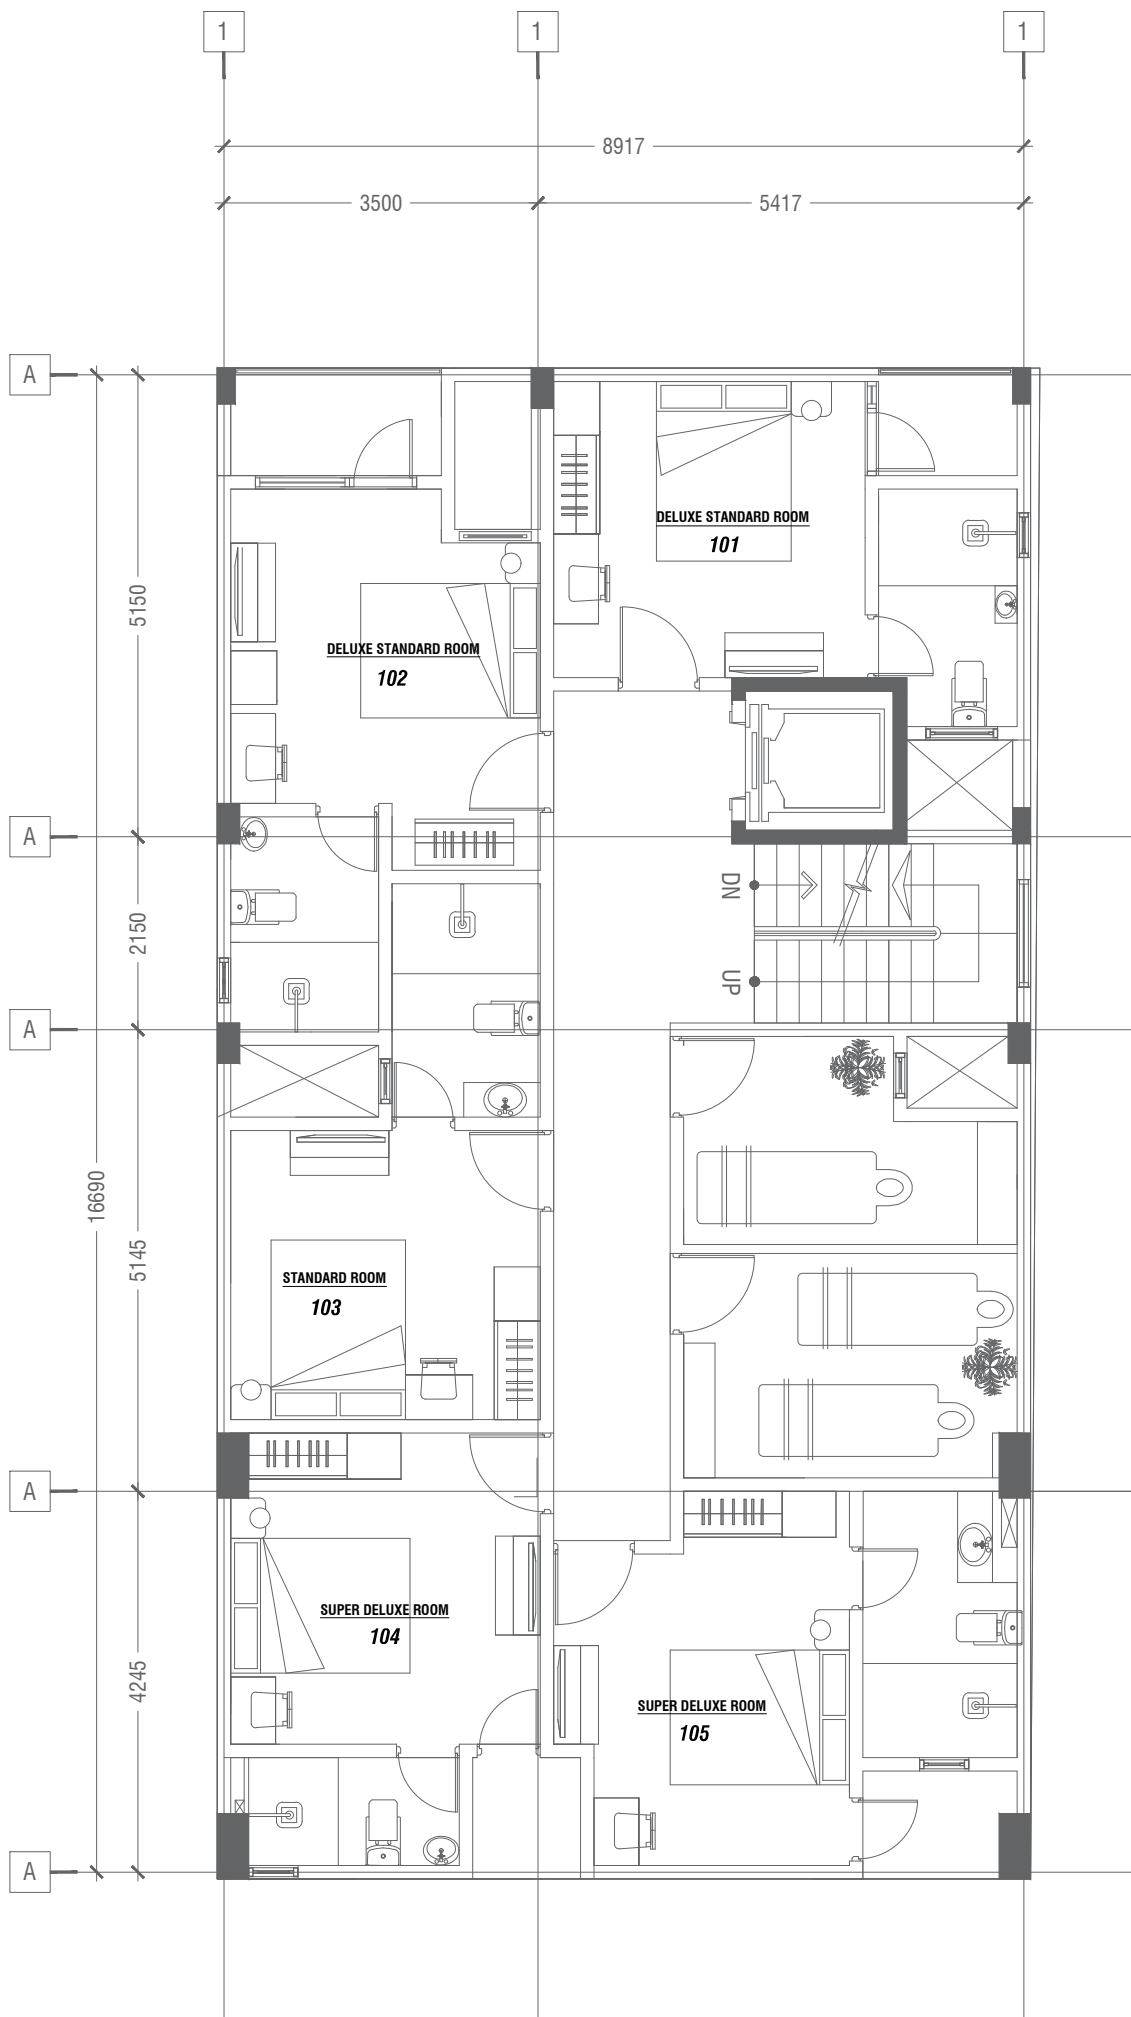 1 1 1
8917
3500 5417
A
DELUXE STANDARD ROOM
101
5150
DELUXE STANDARD ROOM
102
A
DN
2150
UP
A
16690
5145
STANDARD ROOM
103
A
SUPER DELUXE ROOM
104
4245
SUPER DELUXE ROOM
105
A